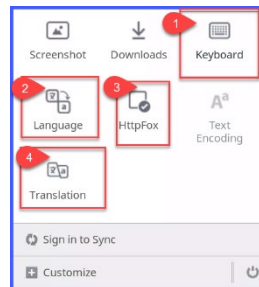 1
Screenshot Downloads Keyboard
2 3
Language HttpFox Text
Encoding
4
Translation
Sign in to Sync
Customize